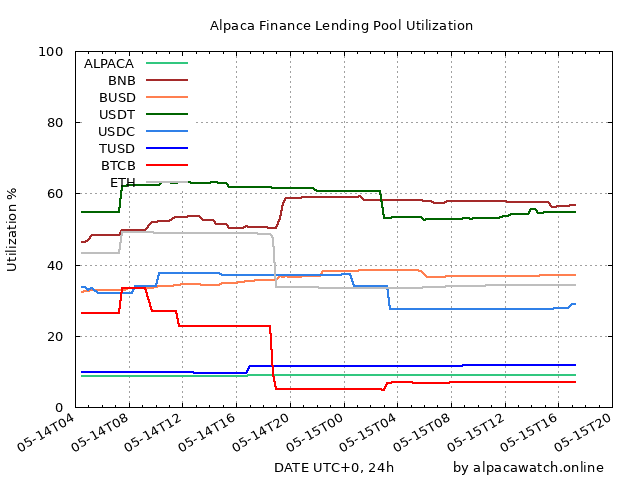 Alpaca Finance Lending Pool Utilization
100
80
60
40
20
0
Utilization %
ALPACA
BNB
BUSD
USDT
USDC
TUSD
BTCB
ETH
05-14T04
05-14T08
05-14T12
05-14T16
05-14T20
05-15T00
05-15T04
05-15T08
05-15T12
05-15T16
05-15T20
DATE UTC+0, 24h
by alpacawatch.online